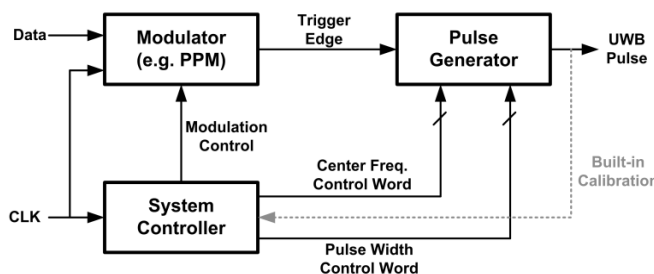 Data
Modulator
(e.g. PPM)
Trigger
Edge
Pulse
Generator
UWB
Pulse
Modulation
Control
Center Freq.
Control Word
Built-in
Calibration
CLK
System
Controller
Pulse Width
Control Word